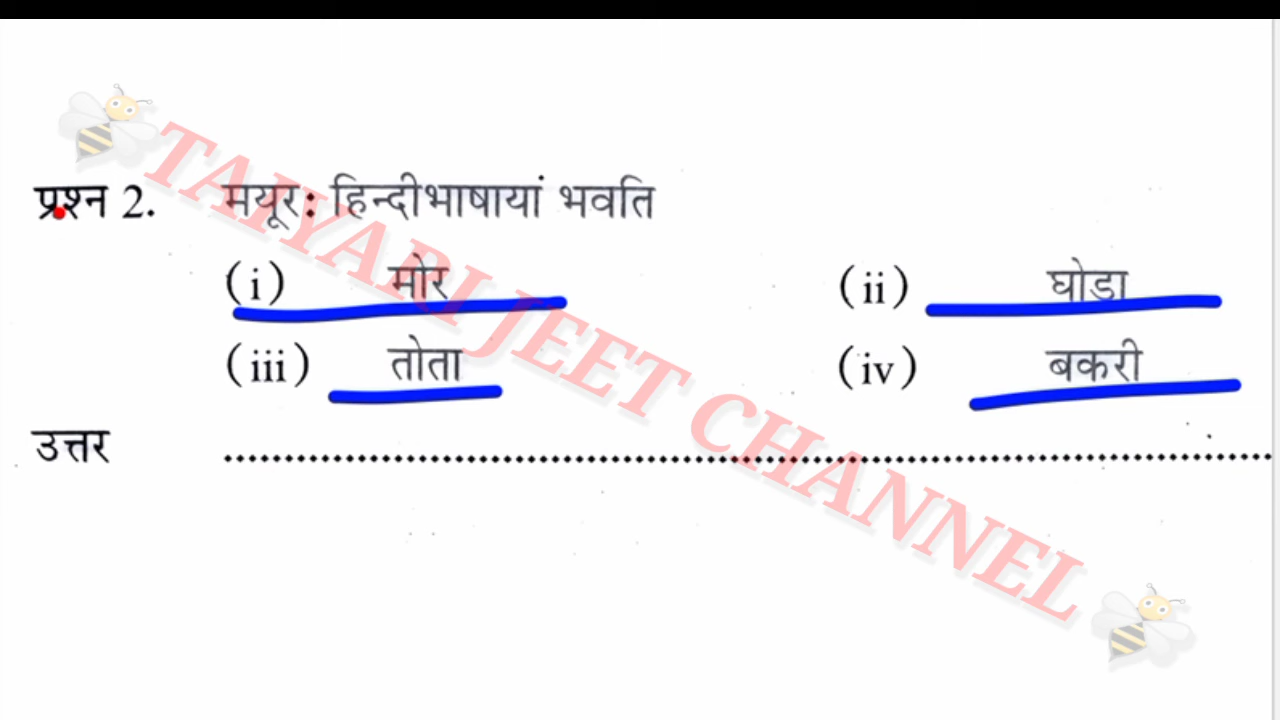 प्रश्न 2. मयूरः हिन्दीभाषायां भवति
(i) मोर (ii) घोडा
(iii) तोता (iv) बकरी
उत्तर ........................................................................................
TAIYARI JEET CHANNEL